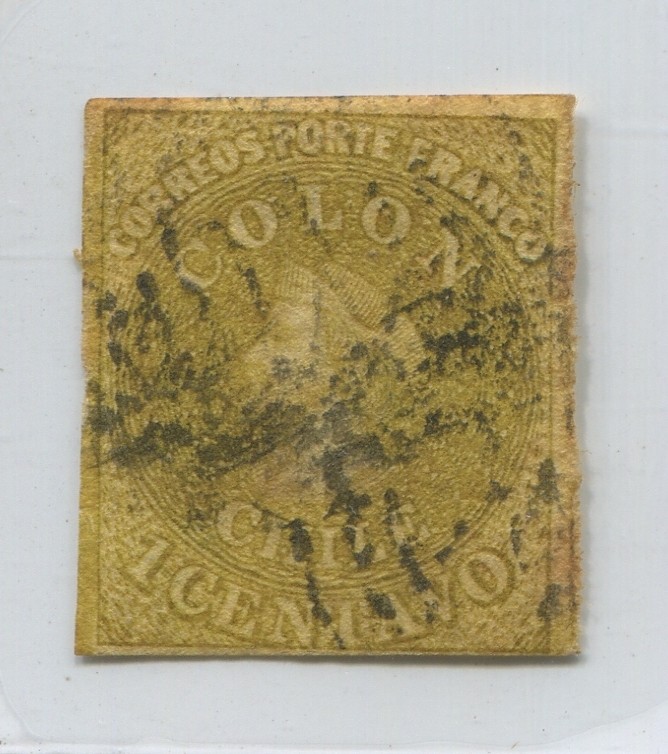 CORREOS PORTE FRANCO
COLON
CHILE
1 CENTAVO.